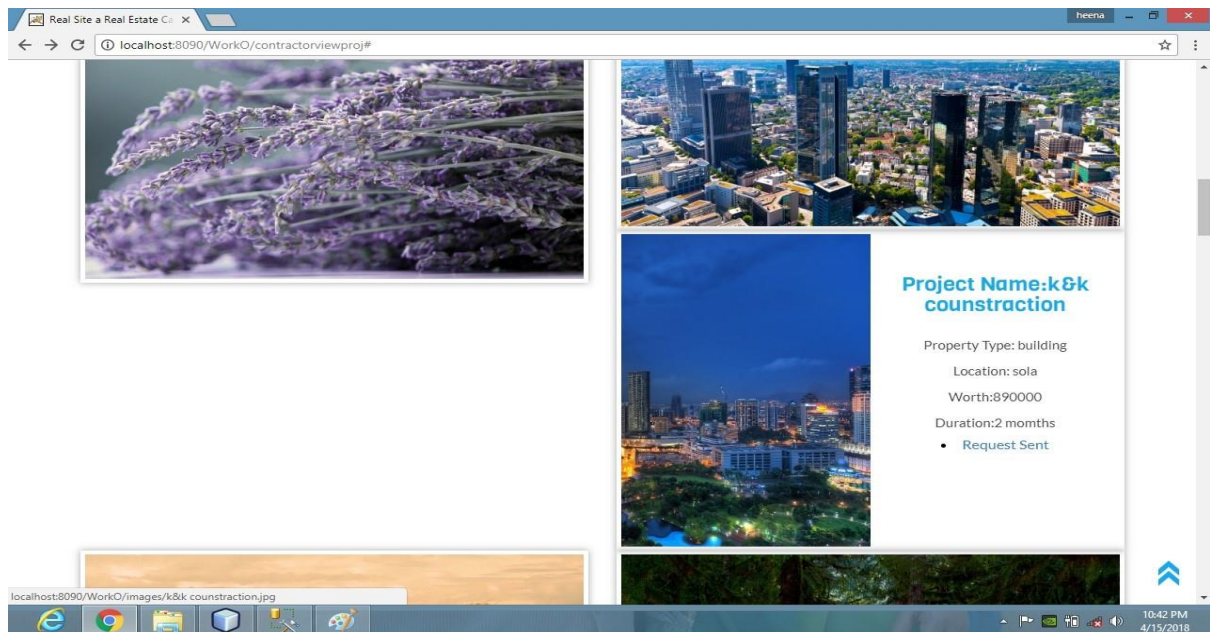 Real Site a Real Estate Ca
heena
localhost:8090/WorkO/contractorviewproj#
Project Name:k&k
counstraction
Property Type: building
Location: sola
Worth:890000
Duration:2 momths
Request Sent
localhost:8090/WorkO/images/k&k counstraction.jpg
10:42 PM
4/15/2018